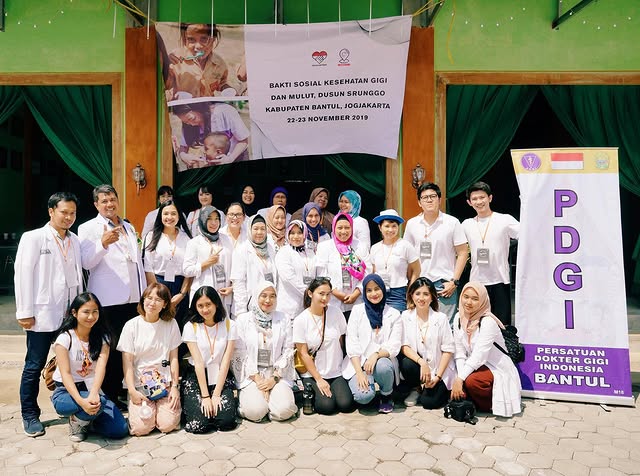 BAKTI SOSIAL KESEHATAN GIGI
DAN MULUT, DUSUN SRUNGGO
KABUPATEN BANTUL, JOGJAKARTA
22-23 NOVEMBER 2019
PDGI
PERSATUAN
DOKTER GIGI
INDONESIA
BANTUL